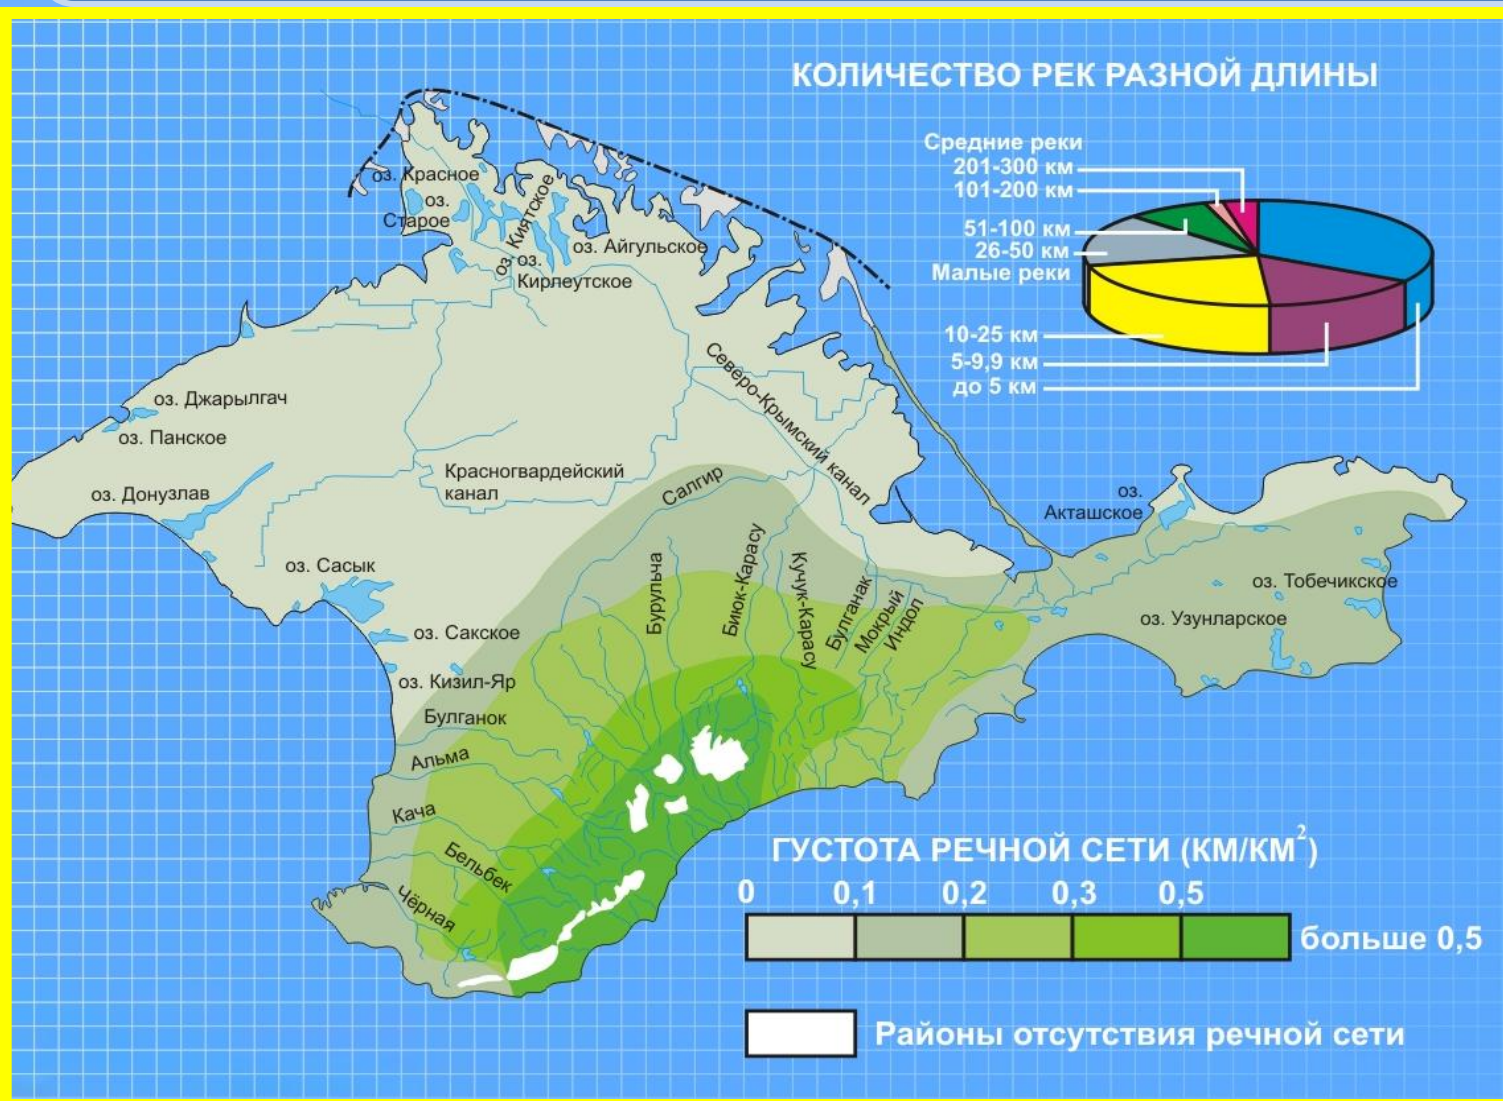 КОЛИЧЕСТВО РЕК РАЗНОЙ ДЛИНЫ
Средние реки
201-300 км
101-200 км
51-100 км
26-50 км
Малые реки
10-25 км
5-9,9 км
до 5 км
оз. Красное
оз.
Старое
оз. Киятское
оз.
Кирлеутское
оз. Айгульское
оз. Джарылгач
оз. Панское
оз. Донузлав
Красногвардейский
канал
Северо-Крымский канал
Салгир
оз.
Акташское
оз. Сасык
оз. Тобечикское
оз. Узунларское
Бурульча
Биюк-Карасу
Кучук-Карасу
Булганак
Мокрый
Индол
оз. Сакское
оз. Кизил-Яр
Булганок
Альма
Кача
Бельбек
Чёрная
ГУСТОТА РЕЧНОЙ СЕТИ (КМ/КМ²)
0 0,1 0,2 0,3 0,5
больше 0,5
Районы отсутствия речной сети